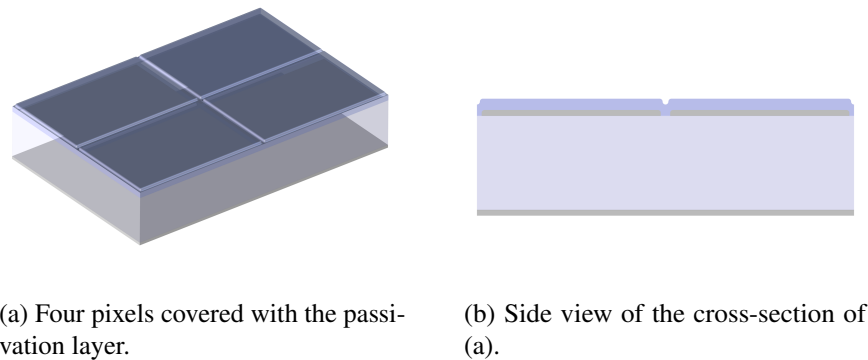 (a) Four pixels covered with the passi-
vation layer.
(b) Side view of the cross-section of
(a).